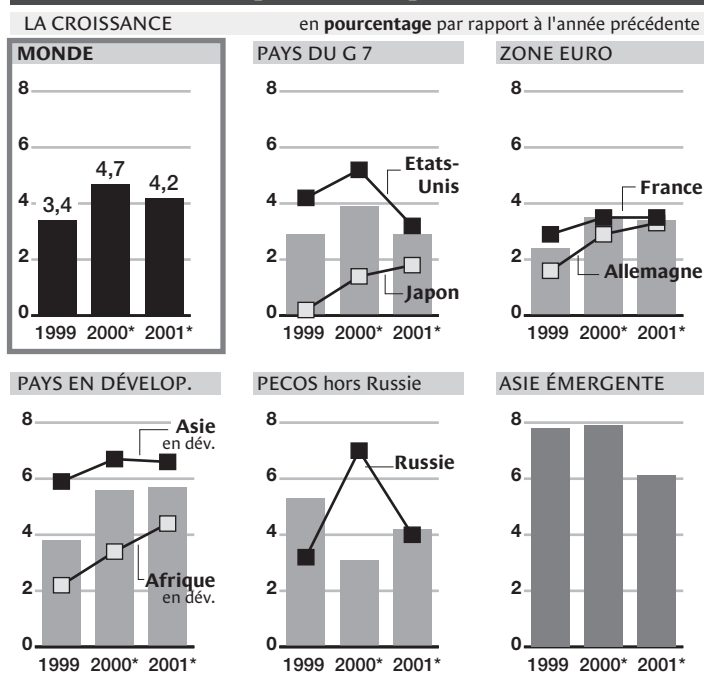 LA CROISSANCE en pourcentage par rapport à l'année précédente
MONDE
8
6
4
2
0
3,4
4,7
4,2
1999 2000* 2001*
PAYS DU G 7
8
6
4
2
0
Etats-
Unis
Japon
1999 2000* 2001*
ZONE EURO
8
6
4
2
0
France
Allemagne
1999 2000* 2001*
PAYS EN DÉVELOP.
8
6
4
2
0
Asie
en dév.
Afrique
en dév.
1999 2000* 2001*
PECOS hors Russie
8
6
4
2
0
Russie
1999 2000* 2001*
ASIE ÉMERGENTE
8
6
4
2
0
1999 2000* 2001*